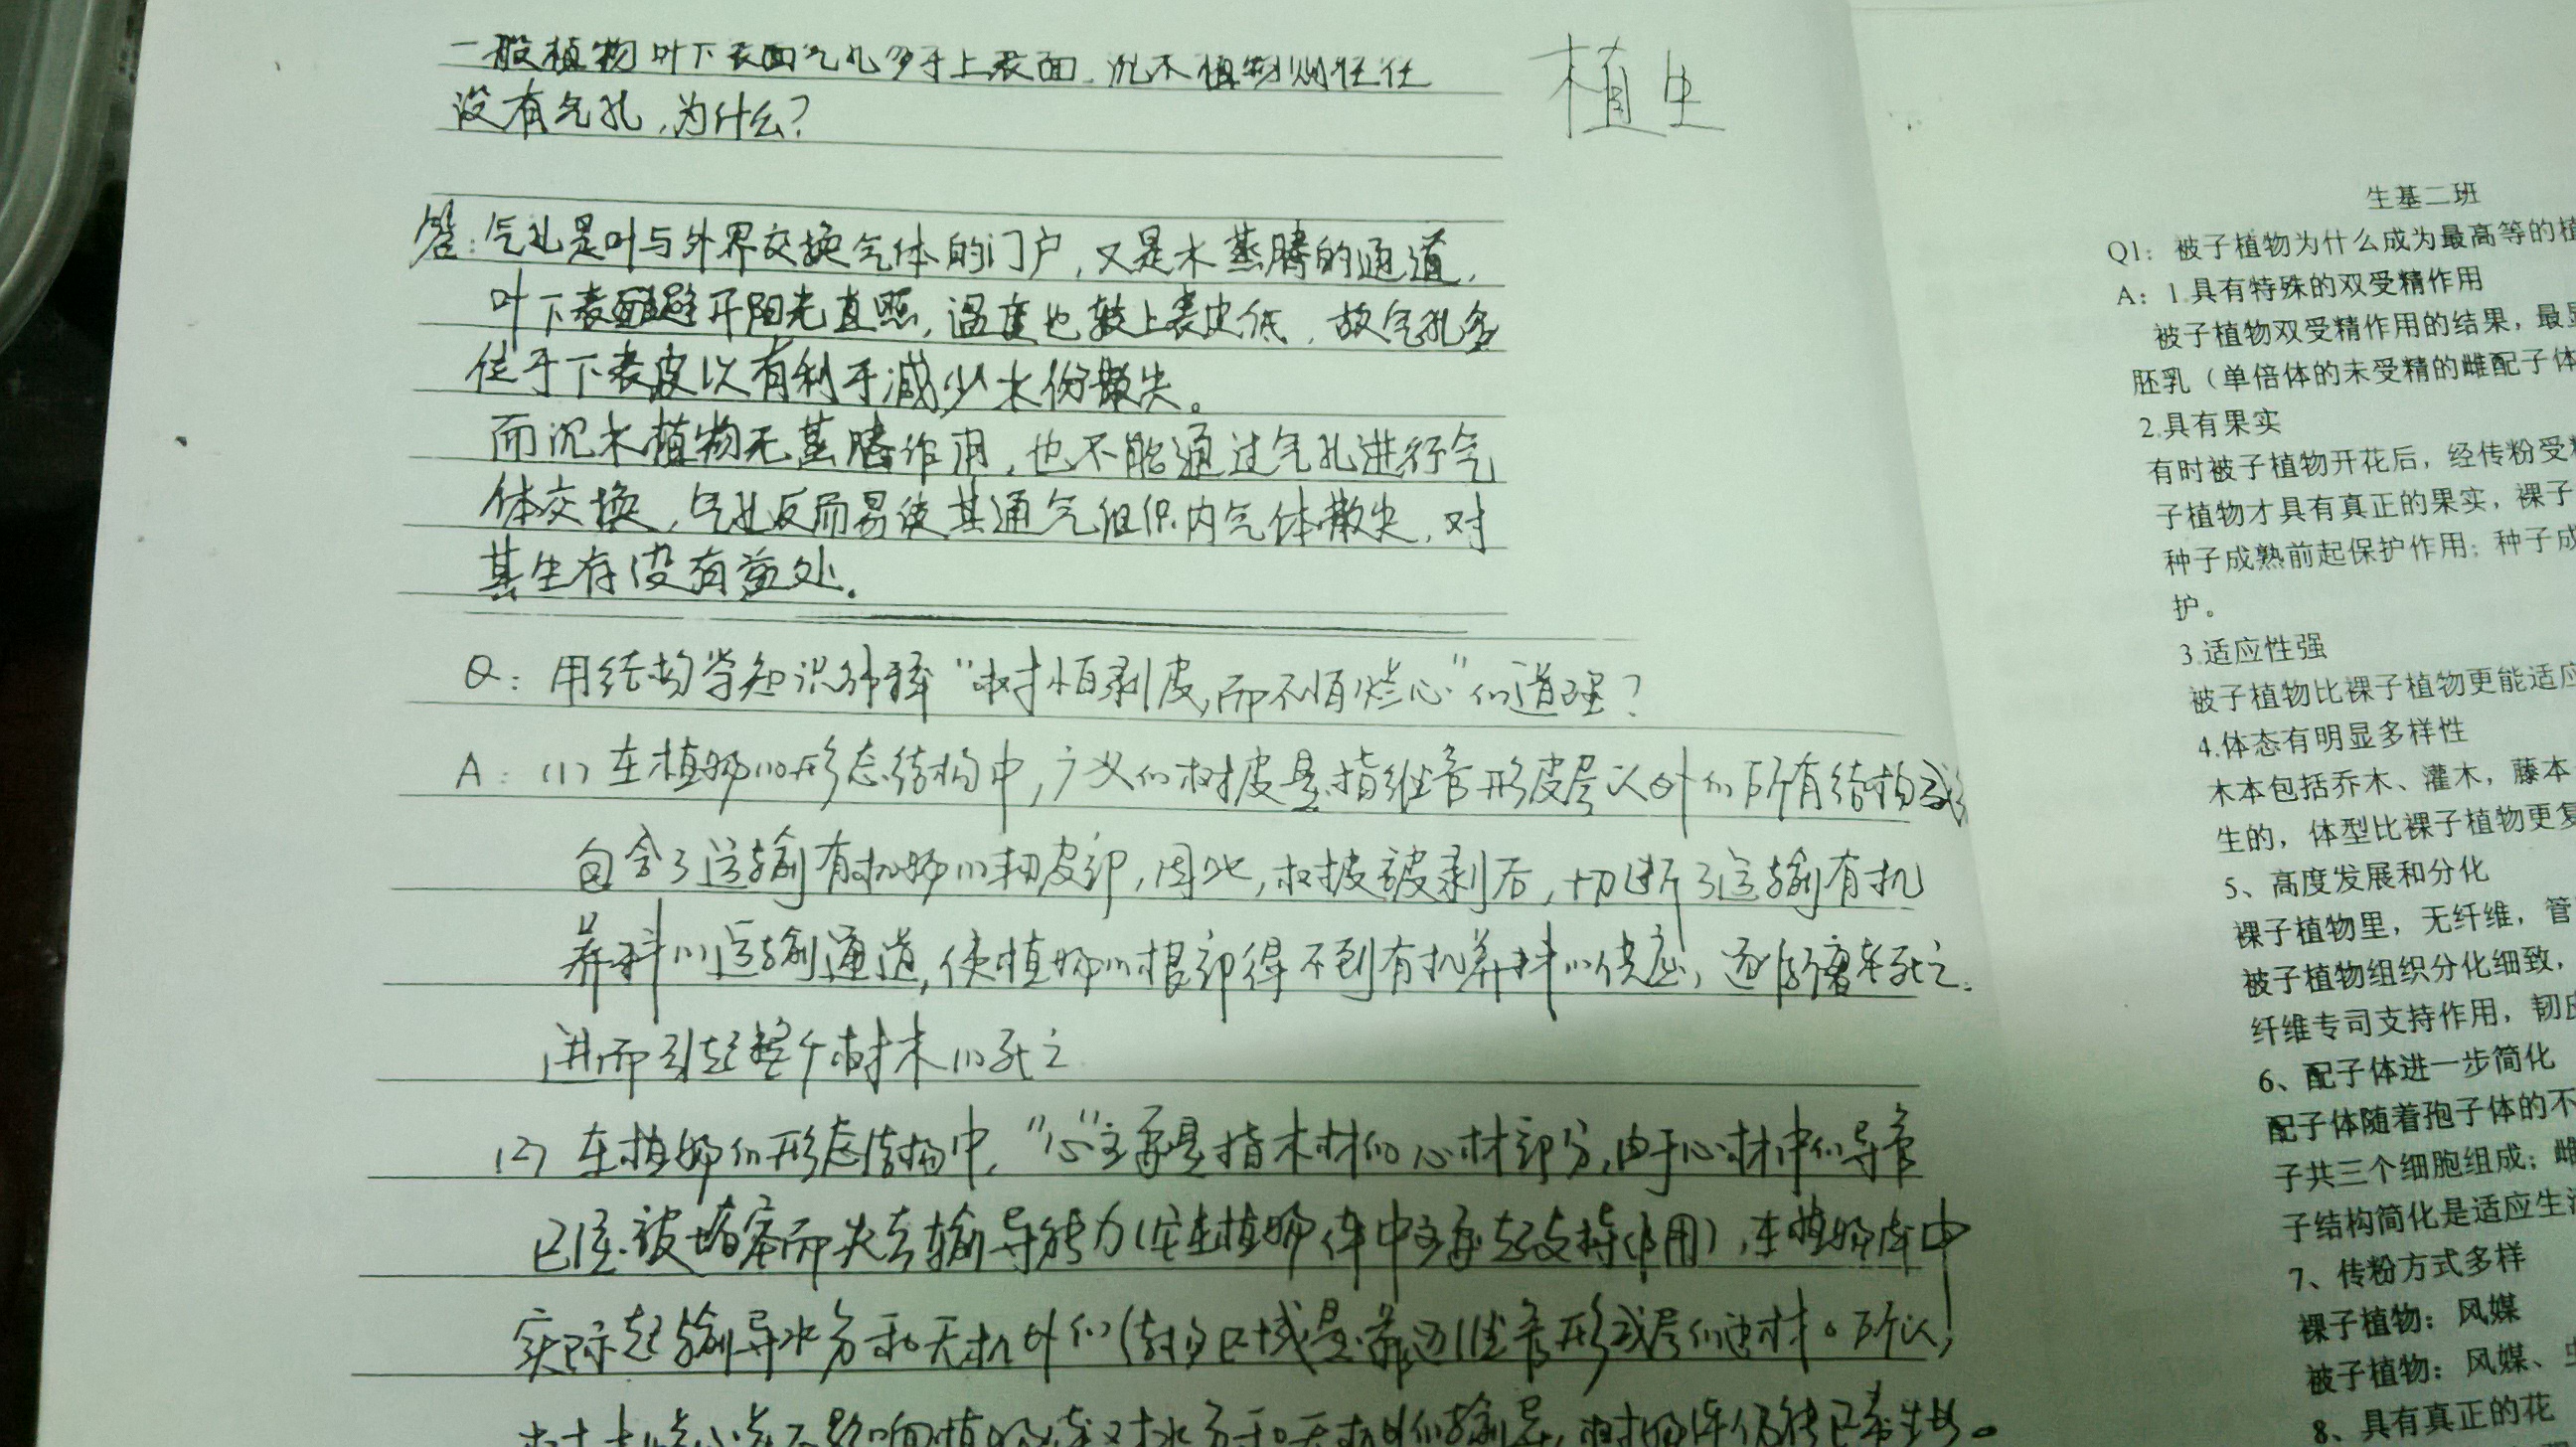 一般植物叶下表面气孔多于上表面,沉水植物则往往
没有气孔,为什么?
植生
答:气孔是叶与外界交换气体的门户,又是水蒸腾的通道,
叶下表面避开阳光直照,温度也较上表皮低,故气孔多
位于下表皮以有利于减少水份散失。
而沉水植物无蒸腾作用,也不能通过气孔进行气
体交换,气孔反而易使其通气组织内气体散失,对
其生存没有益处.
Q:用结构学知识解释“树怕剥皮,而不怕烂心”的道理?
A:(1)在植物的形态结构中,广义的树皮是指维管形皮层以外的所有结构
包含了运输有机物的韧皮部,因此,树皮被剥后,切断了运输有机
养料的运输通道,使植物的根部得不到有机养料的供应,逐渐死亡.
进而引起整个树木的死亡
(2)在植物的形态结构中,“心”主要是指木材的心材部分,由于心材中的导管
已经被堵塞而失去输导能力(它在植物体中主要起支持作用),在植物体中
实际起输导水分和无机的区域是靠近维管形成层的边材。所以,
生基二班
Q1:被子植物为什么成为最高等的植
A:1.具有特殊的双受精作用
被子植物双受精作用的结果,最
胚乳(单倍体的未受精的雌配子体
2.具有果实
有时被子植物开花后,经传粉受
子植物才具有真正的果实,裸子
种子成熟前起保护作用;种子成
护。
3.适应性强
被子植物比裸子植物更能适应
4.体态有明显多样性
木本包括乔木、灌木,藤本
生的,体型比裸子植物更复
5、高度发展和分化
裸子植物里,无纤维,管
被子植物组织分化细致,
纤维专司支持作用,韧
6、配子体进一步简化
配子体随着孢子体的不
子共三个细胞组成;雌
子结构简化是适应生
7、传粉方式多样
裸子植物:风媒
被子植物:风媒、
8、具有真正的花